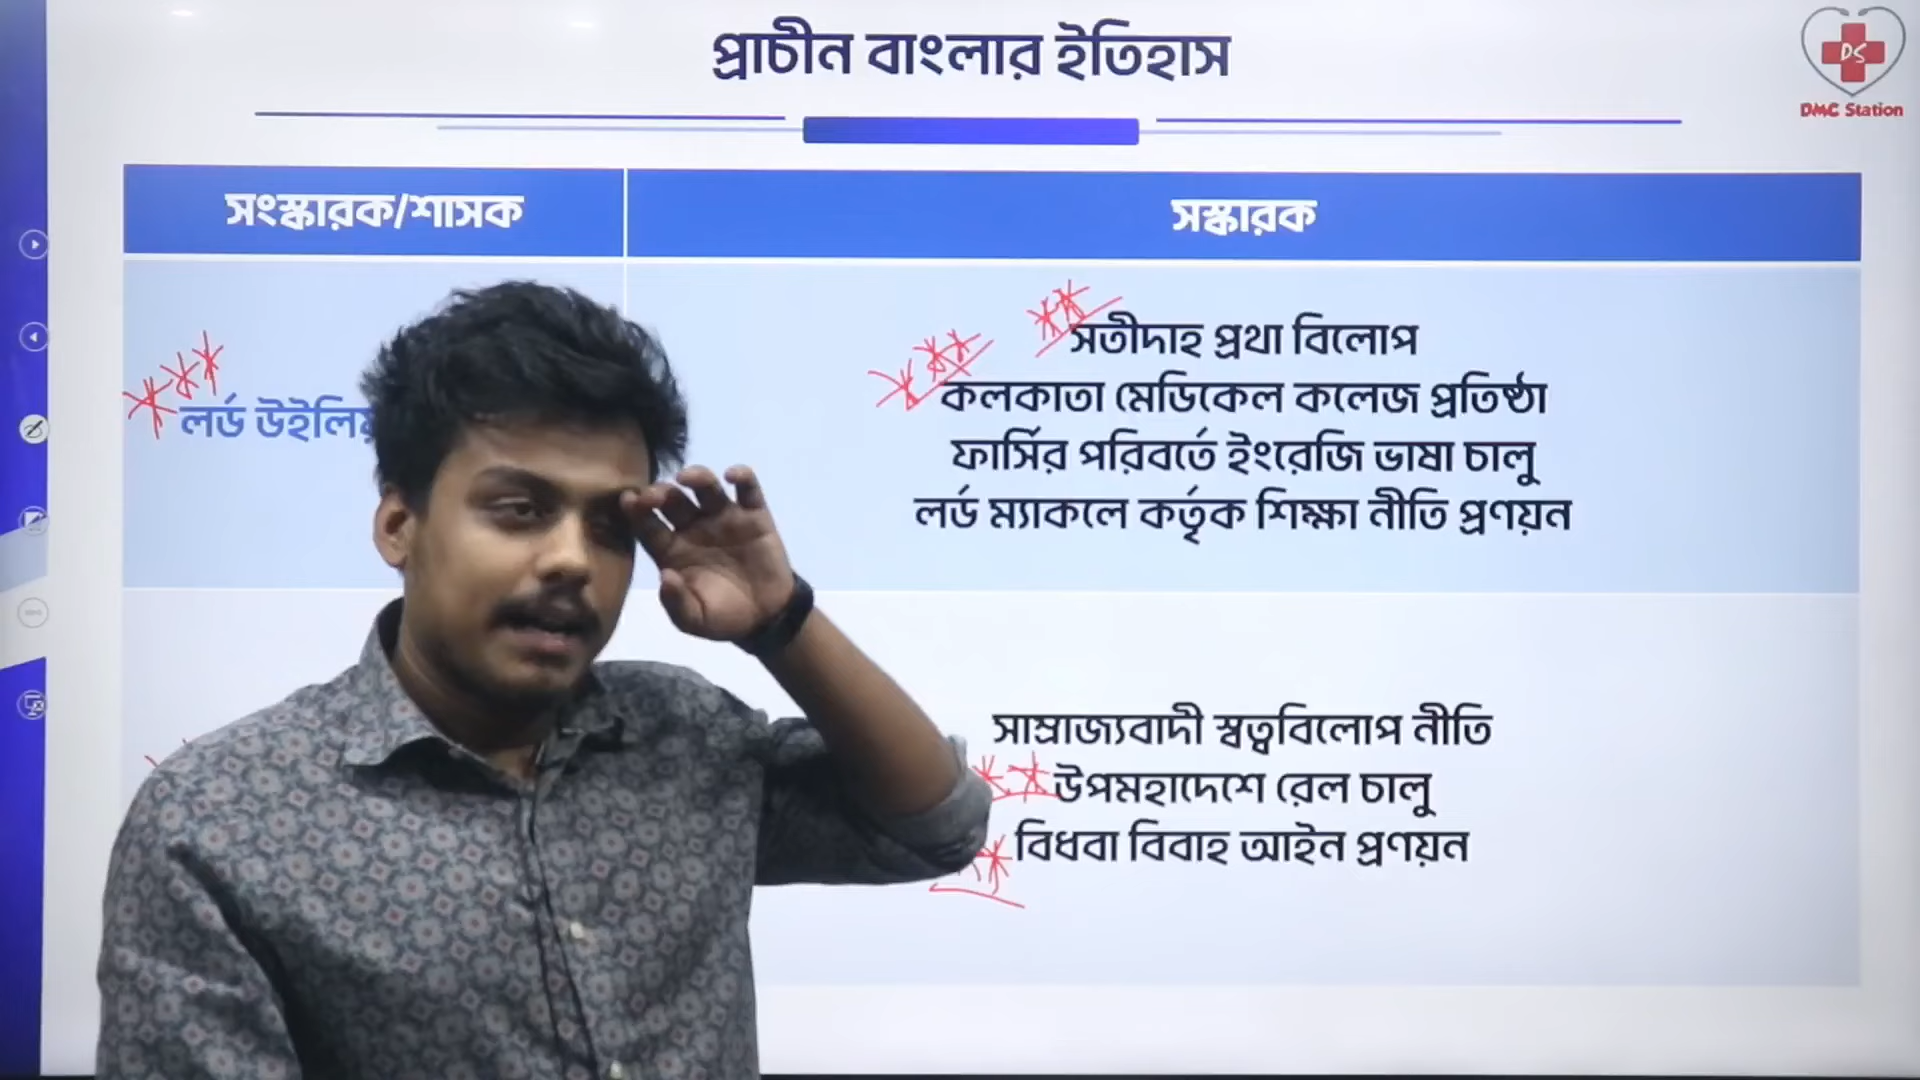 প্রাচীন বাংলার ইতিহাস
DS
DMC Station
সংস্কারক/শাসক
সস্কারক
লর্ড
সতীদাহ প্রথা বিলোপ
কলকাতা মেডিকেল কলেজ প্রতিষ্ঠা
ফার্সির পরিবর্তে ইংরেজি ভাষা চালু
লর্ড ম্যাকলে কর্তৃক শিক্ষা নীতি প্রণয়ন
সাম্রাজ্যবাদী স্বত্ববিলোপ নীতি
উপমহাদেশে রেল চালু
বিধবা বিবাহ আইন প্রণয়ন